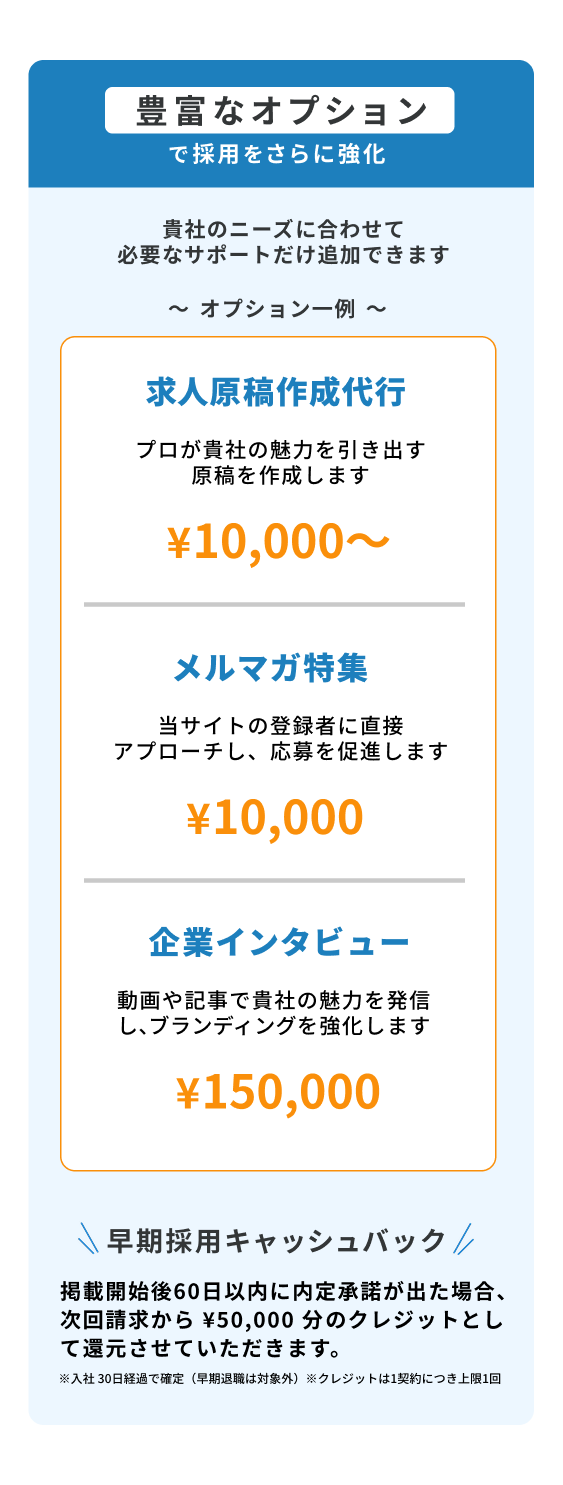 豊富なオプション
で採用をさらに強化
貴社のニーズに合わせて
必要なサポートだけ追加できます
〜 オプション一例 〜
求人原稿作成代行
プロが貴社の魅力を引き出す
原稿を作成します
¥10,000〜
メルマガ特集
当サイトの登録者に直接
アプローチし、応募を促進します
¥10,000
企業インタビュー
動画や記事で貴社の魅力を発信
し、ブランディングを強化します
¥150,000
早期採用キャッシュバック
掲載開始後60日以内に内定承諾が出た場合、
次回請求から ¥50,000 分のクレジットとし
て還元させていただきます。
※入社 30日経過で確定（早期退職は対象外）※クレジットは1契約につき上限1回